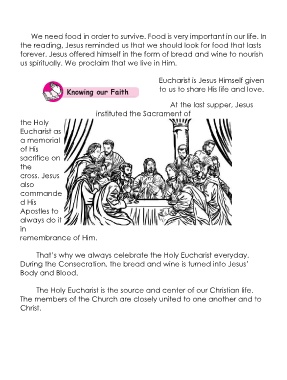 We need food in order to survive. Food is very important in our life. In
the reading, Jesus reminded us that we should look for food that lasts
forever. Jesus offered himself in the form of bread and wine to nourish
us spiritually. We proclaim that we live in Him.
Eucharist is Jesus Himself given
to us to share His life and love.
Knowing our Faith
At the last supper, Jesus
instituted the Sacrament of
the Holy
Eucharist as
a memorial
of His
sacrifice on
the
cross. Jesus
also
commande
d His
Apostles to
always do it
in
remembrance of Him.
That's why we always celebrate the Holy Eucharist everyday.
During the Consecration, the bread and wine is turned into Jesus'
Body and Blood.
The Holy Eucharist is the source and center of our Christian life.
The members of the Church are closely united to one another and to
Christ.